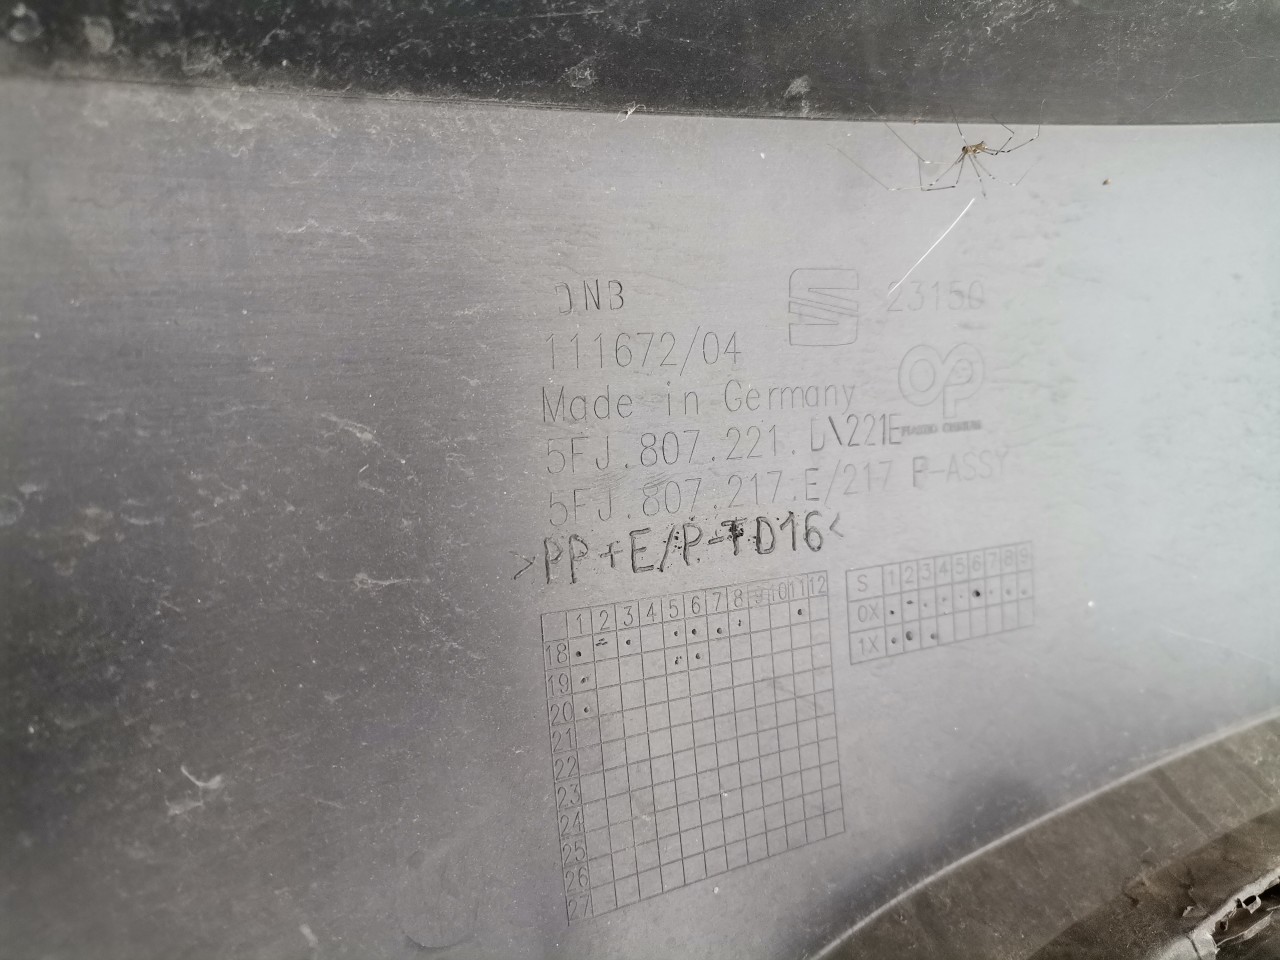 DNB
23150
111672/04
Made in Germany
5FJ.807.221.D\221E
5FJ.807.217.E/217 F-ASSY
>PP+E/P-TD16<
1 2 3 4 5 6 7 8 9 10 11 12
18
19
20
21
22
23
24
25
26
27
S 1 2 3 4 5 6 7 8 9
0X
1X